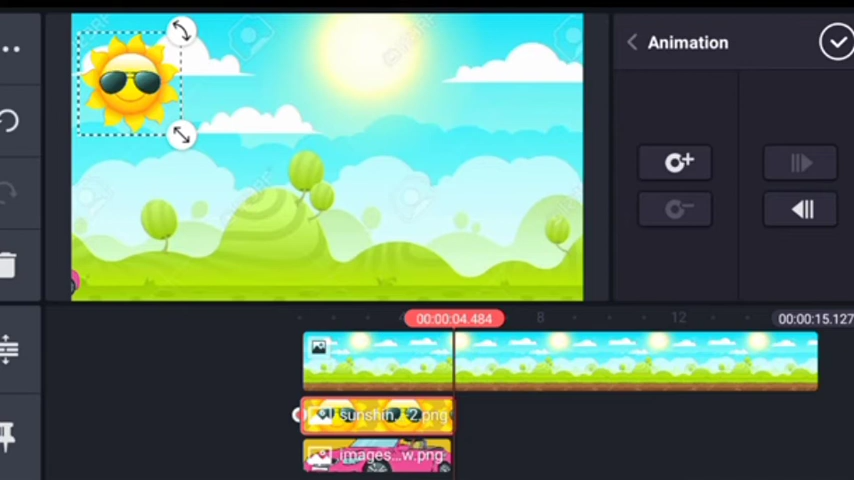 Animation
00:00:04.484
8
12
00:00:15.127
sunshin...-2.png
images...w.png